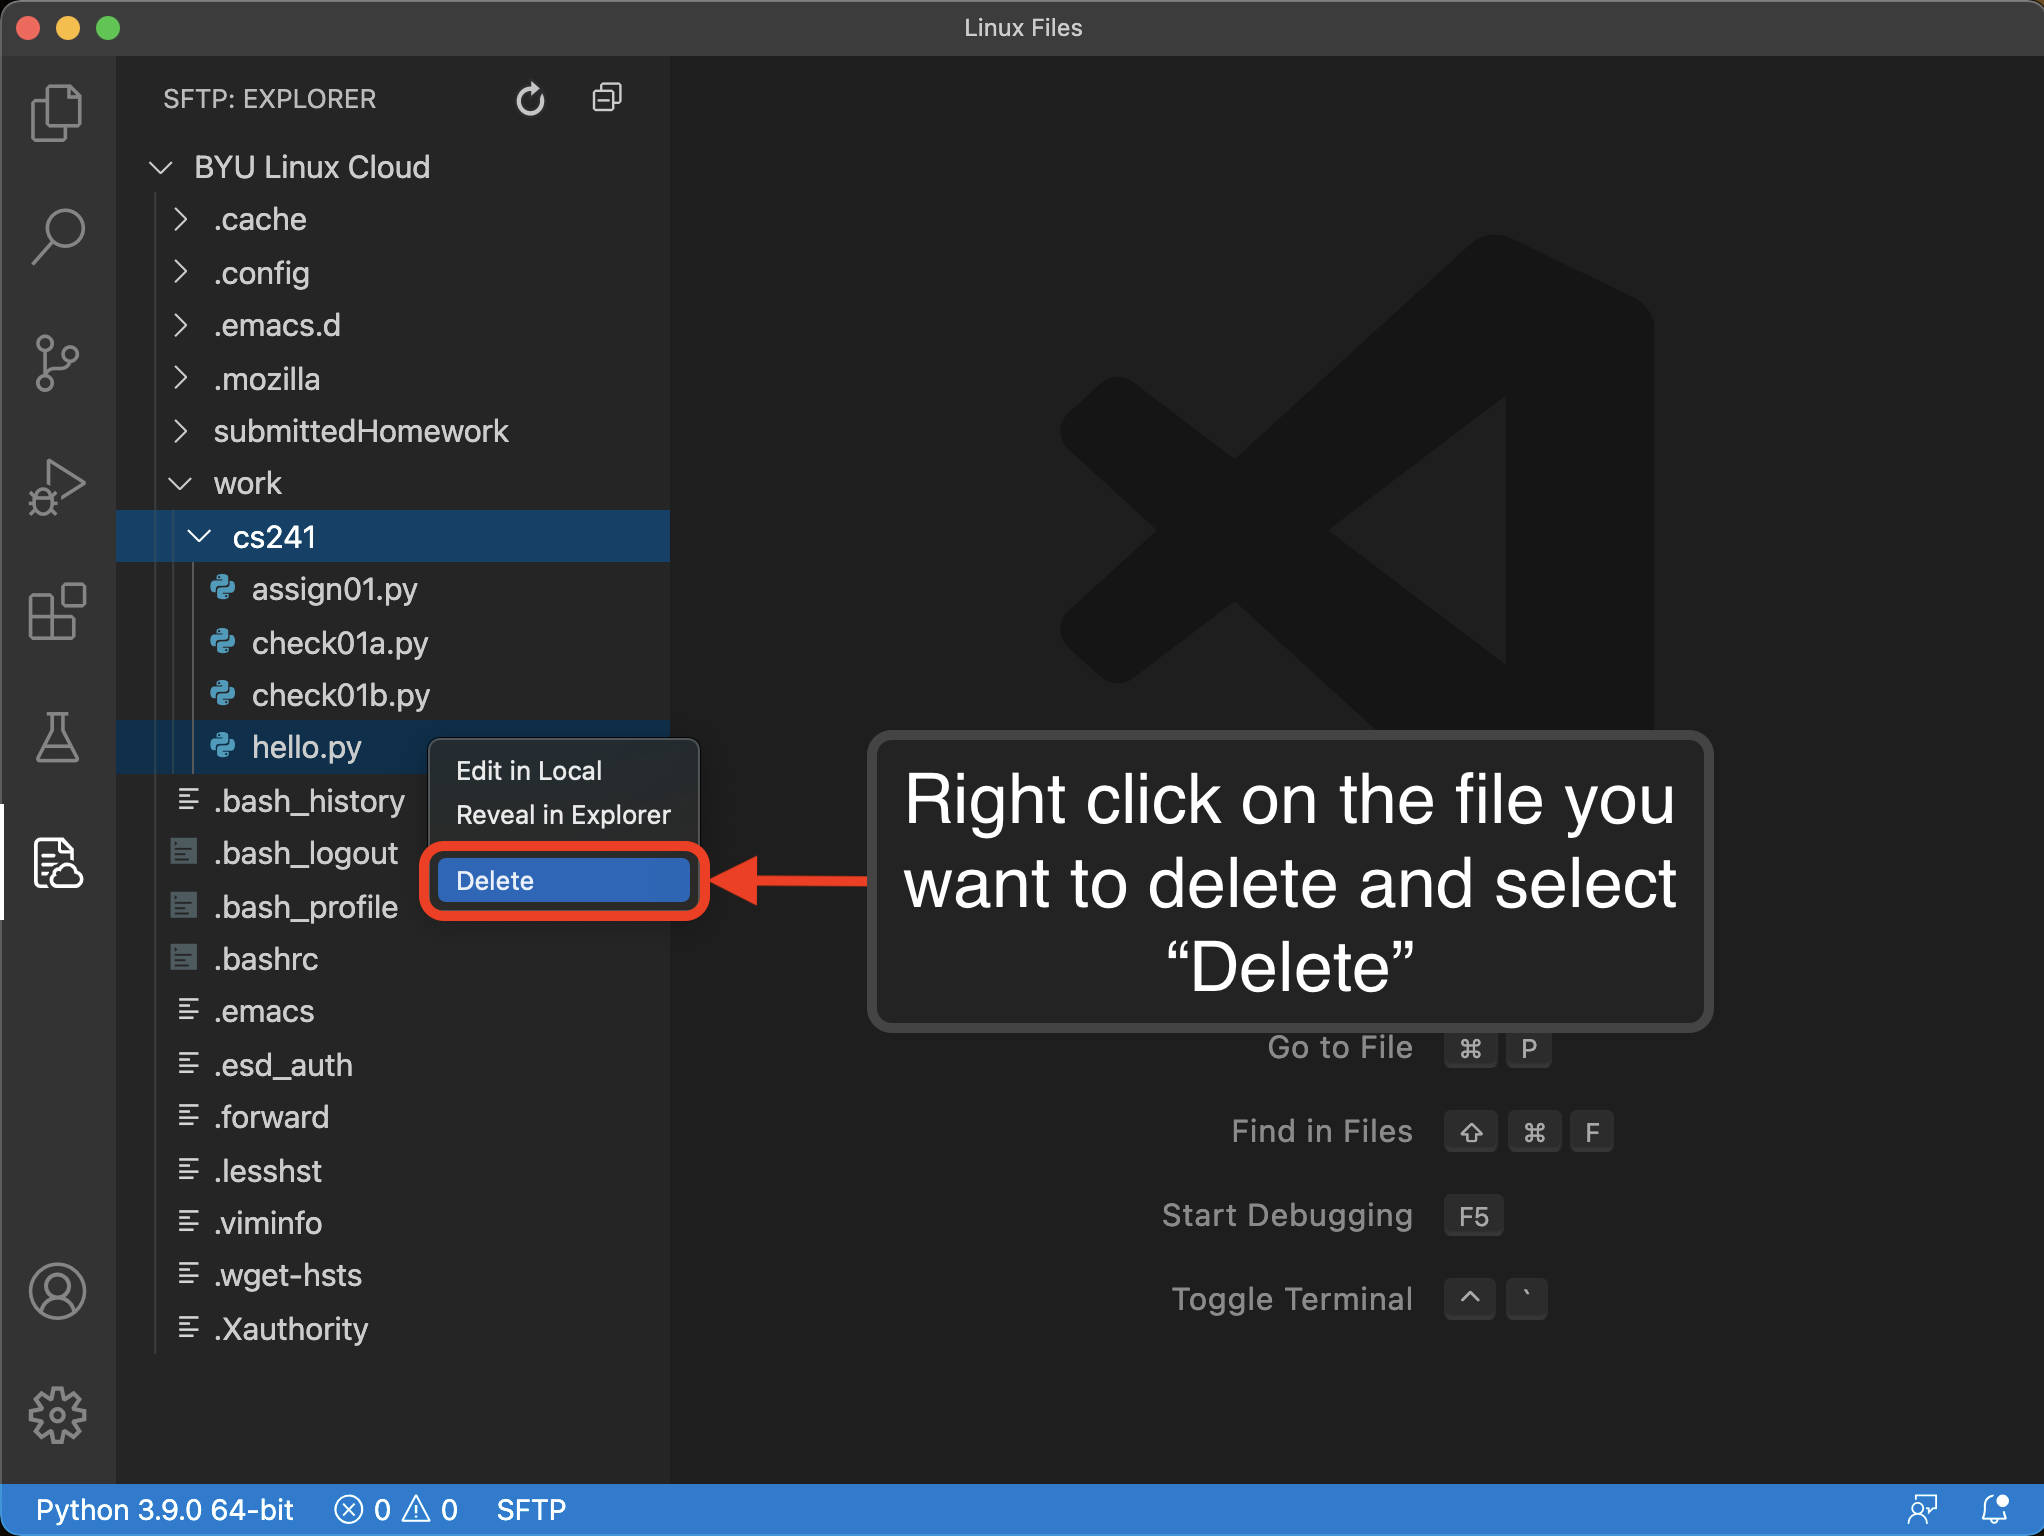 Linux Files
SFTP: EXPLORER
BYU Linux Cloud
.cache
.config
.emacs.d
.mozilla
submittedHomework
work
cs241
assign01.py
check01a.py
check01b.py
hello.py
.bash_history
.bash_logout
.bash_profile
.bashrc
.emacs
.esd_auth
.forward
.lesshst
.viminfo
.wget-hsts
.Xauthority
Edit in Local
Reveal in Explorer
Delete
Right click on the file you
want to delete and select
“Delete”
Go to File ⌘ P
Find in Files ⇧ ⌘ F
Start Debugging F5
Toggle Terminal ^ `
Python 3.9.0 64-bit 0 0 SFTP